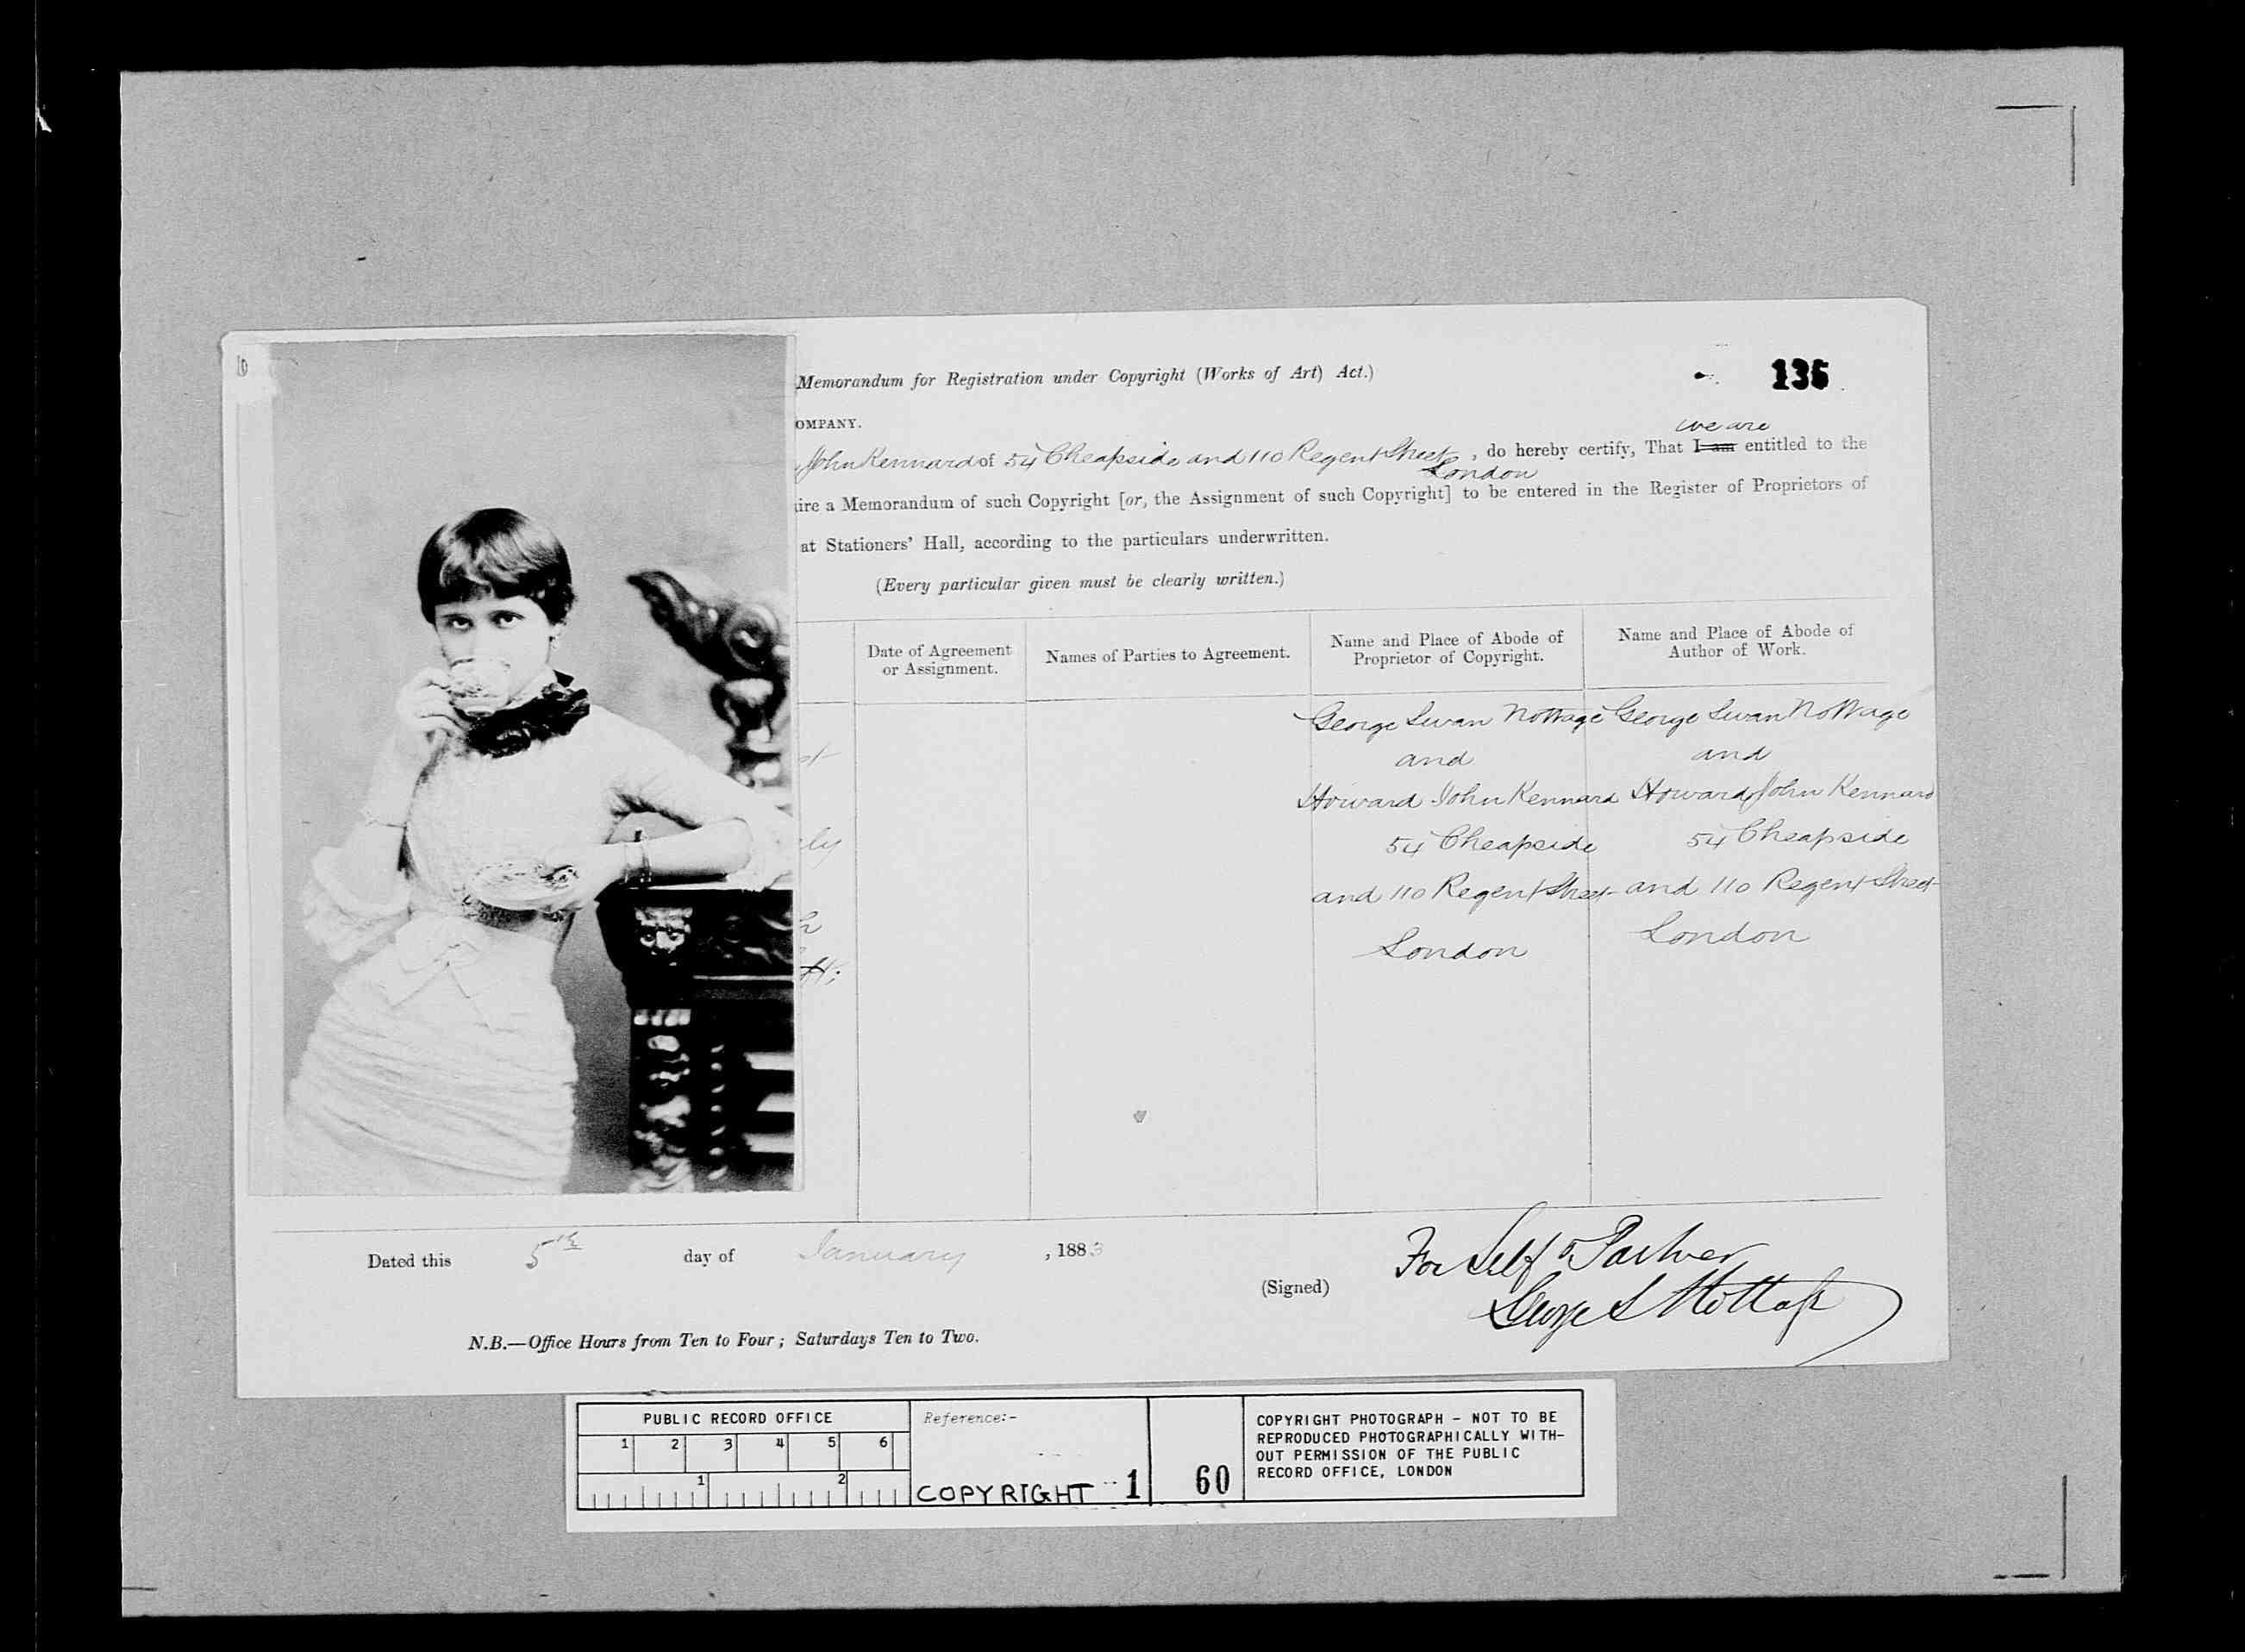 Memorandum for Registration under Copyright (Works of Art) Act.)
136
OMPANY.
we are
John Kennard of 54 Cheapside and 110 Regent Street, do hereby certify, That I am entitled to the
London
ire a Memorandum of such Copyright [or, the Assignment of such Copyright] to be entered in the Register of Proprietors of
at Stationers' Hall, according to the particulars underwritten.
(Every particular given must be clearly written.)
Date of Agreement
or Assignment.
Names of Parties to Agreement.
Name and Place of Abode of
Proprietor of Copyright.
Name and Place of Abode of
Author of Work.
George Swan Nottage
and
Howard John Kennard
54 Cheapside
and 110 Regent Street
London
George Swan Nottage
and
Howard John Kennard
54 Cheapside
and 110 Regent Street
London
ly
Dated this 5th day of January, 1883
(Signed)
For Self & Partner
George S Nottage
N.B.—Office Hours from Ten to Four; Saturdays Ten to Two.
PUBLIC RECORD OFFICE
1 2 3 4 5 6
1 2
Reference:-
COPYRIGHT 1
60
COPYRIGHT PHOTOGRAPH - NOT TO BE
REPRODUCED PHOTOGRAPHICALLY WITH-
OUT PERMISSION OF THE PUBLIC
RECORD OFFICE, LONDON